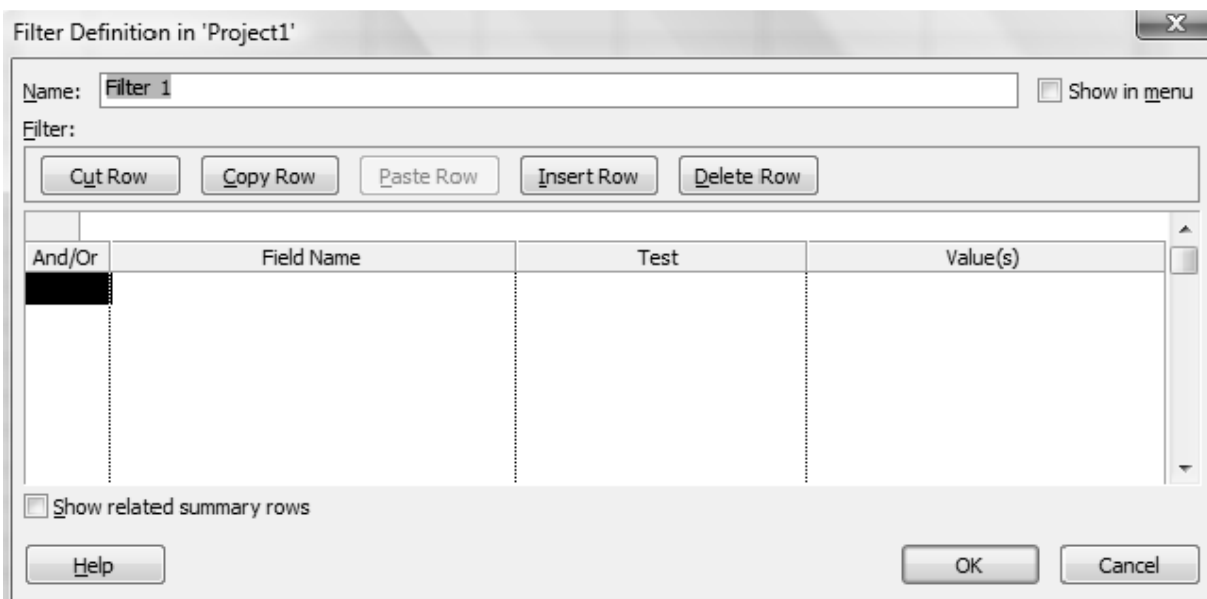 Filter Definition in 'Project1'
X
Name: Filter 1 Show in menu
Filter:
Cut Row Copy Row Paste Row Insert Row Delete Row
And/Or Field Name Test Value(s)
Show related summary rows
Help OK Cancel